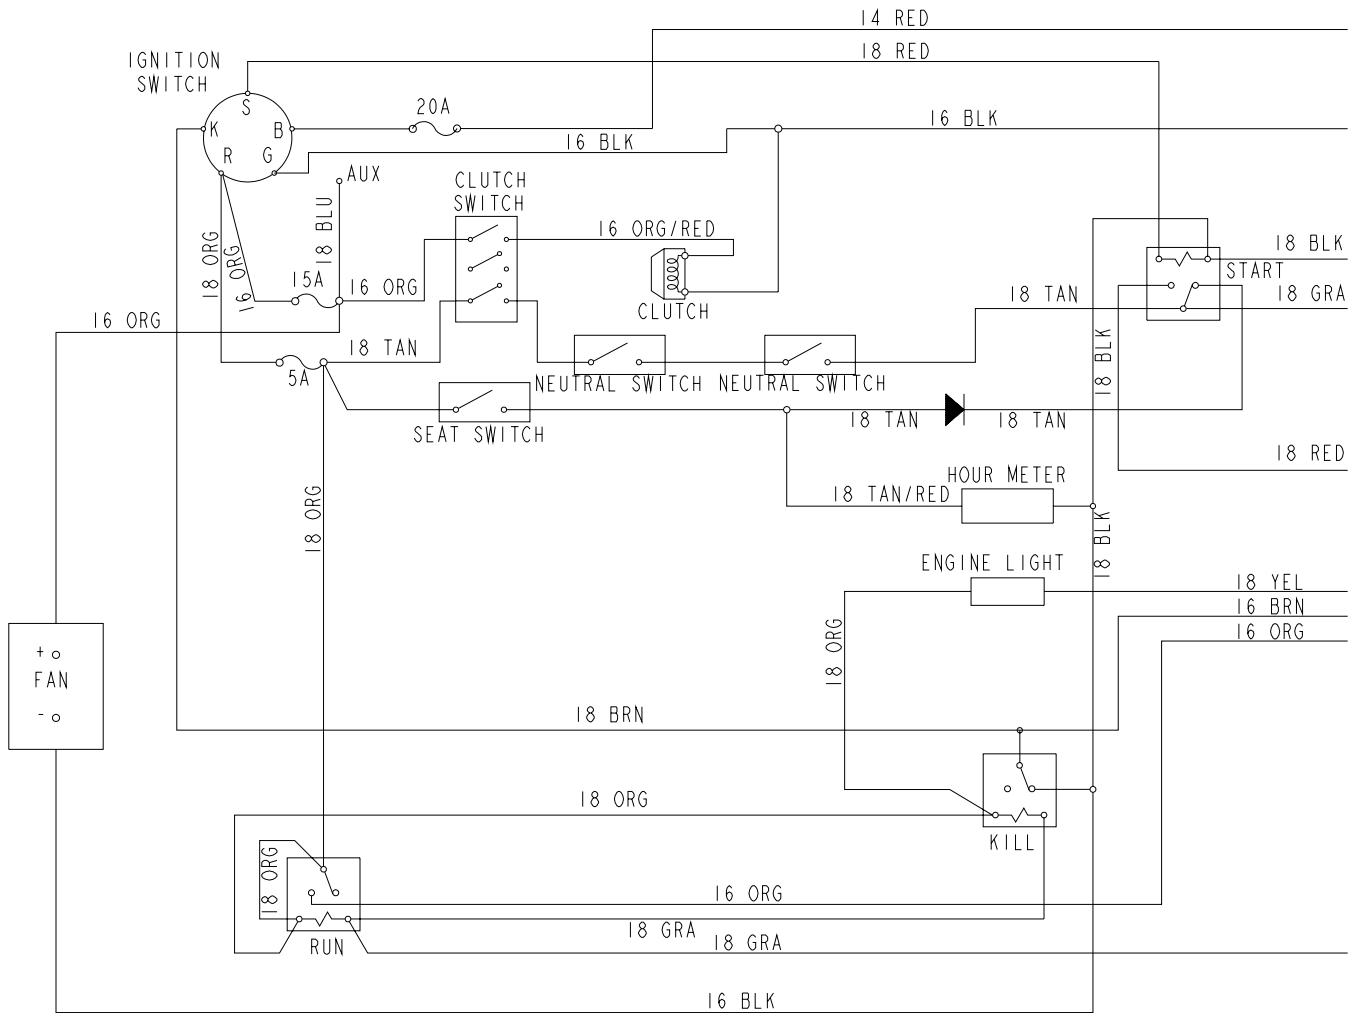 14 RED
18 RED
IGNITION
SWITCH
S
20A
K
B
16 BLK
16 BLK
R
G
AUX
CLUTCH
SWITCH
18 BLU
16 ORG/RED
18 ORG
16 ORG
18 BLK
START
15A
16 ORG
CLUTCH
18 TAN
18 GRA
16 ORG
18 TAN
5A
NEUTRAL SWITCH
NEUTRAL SWITCH
18 BLK
SEAT SWITCH
18 TAN
18 TAN
18 RED
HOUR METER
18 TAN/RED
18 ORG
18 BLK
ENGINE LIGHT
18 YEL
16 BRN
16 ORG
18 ORG
+
FAN
-
18 BRN
18 ORG
KILL
18 ORG
16 ORG
18 GRA
RUN
18 GRA
16 BLK